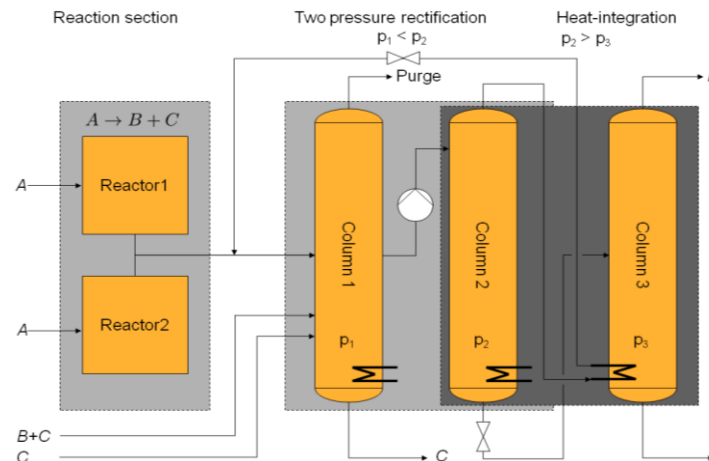 Reaction section
Two pressure rectification
p₁ < p₂
Heat-integration
p₂ > p₃
Purge
A → B + C
A
Reactor1
A
Reactor2
Column 1
p₁
Column 2
p₂
Column 3
p₃
B+C
C
C